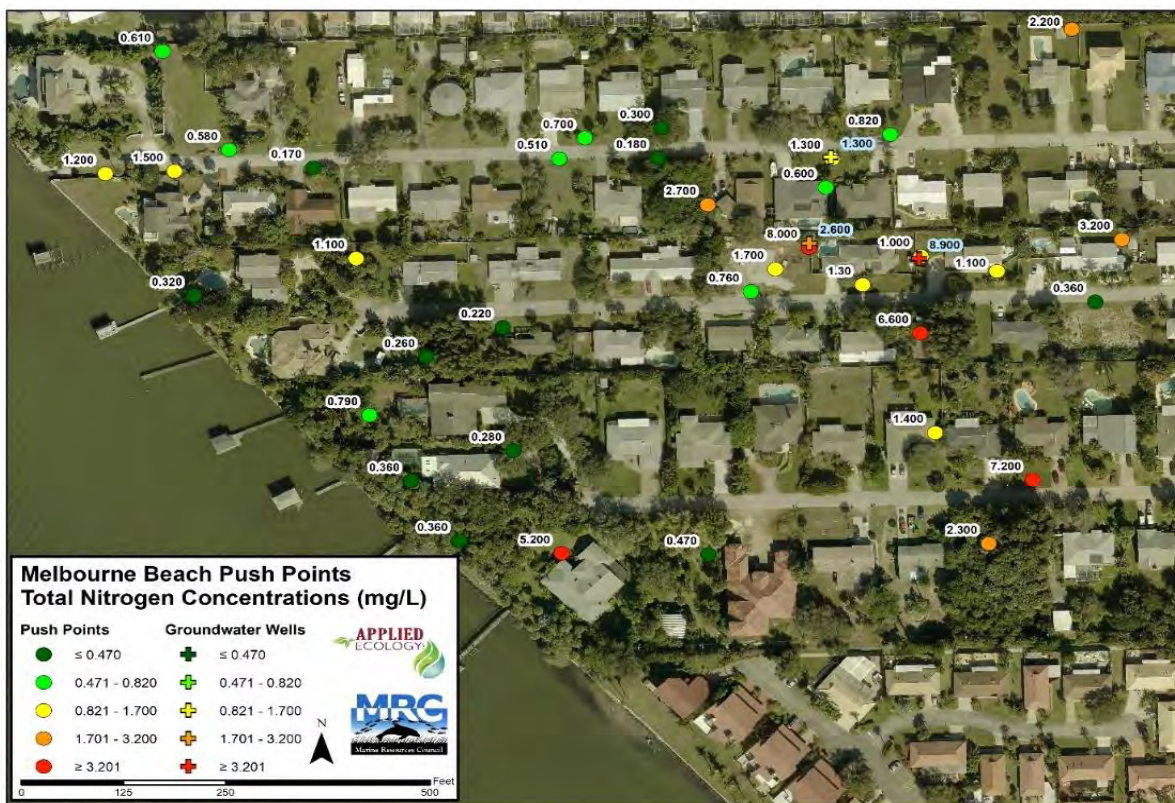 2.200
0.610
0.300
0.820
0.700
0.580
1.300 1.300
0.510
0.180
0.170
1.500
1.200
0.600
2.700
8.000 2.600
3.200
1.000 8.900
1.100
1.700
1.100
1.30
0.320
0.760
0.360
0.220
6.600
0.260
0.790
1.400
0.280
0.360
7.200
0.360
5.200
0.470
2.300
Melbourne Beach Push Points
Total Nitrogen Concentrations (mg/L)
Push Points
Groundwater Wells
≤ 0.470
≤ 0.470
0.471 - 0.820
0.471 - 0.820
0.821 - 1.700
0.821 - 1.700
1.701 - 3.200
1.701 - 3.200
≥ 3.201
≥ 3.201
APPLIED
ECOLOGY
MRC
Marine Resources Council
N
Feet
0 125 250 500